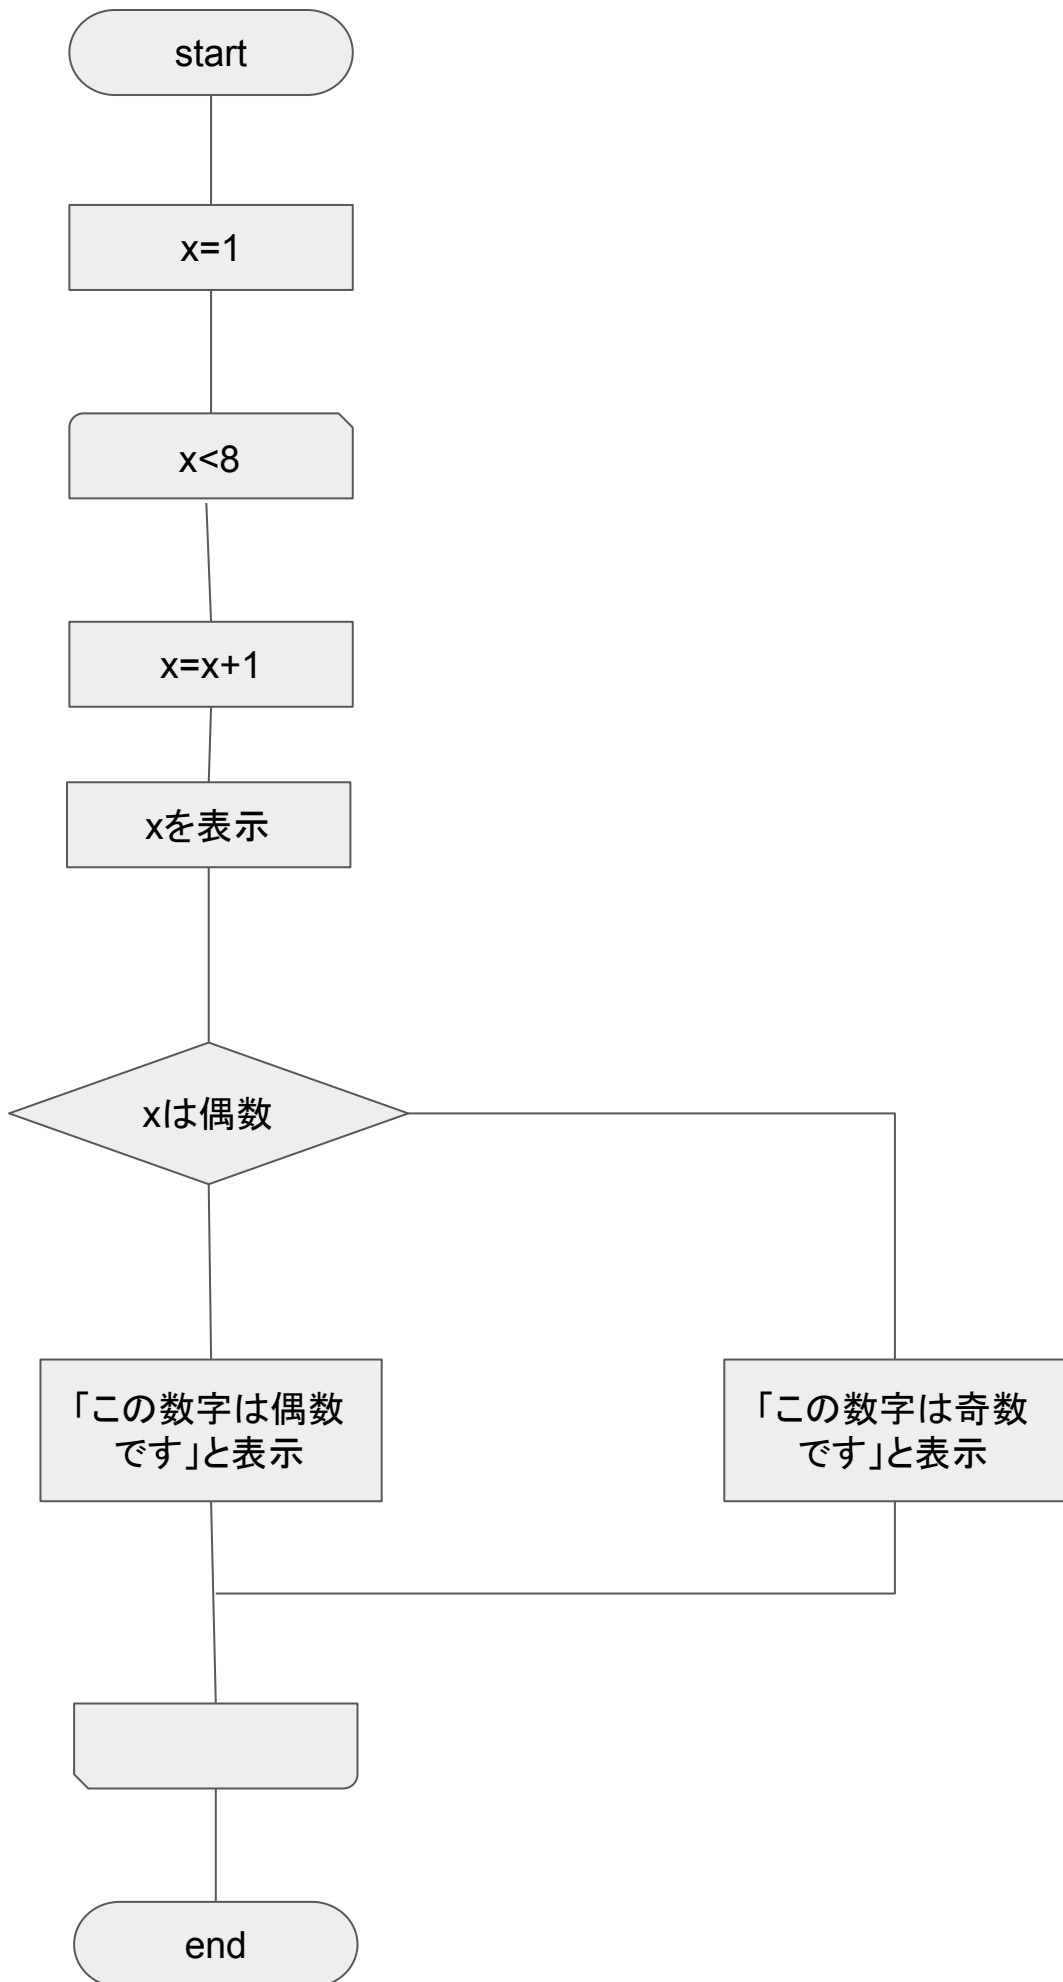 start
x=1
x<8
x=x+1
xを表示
xは偶数
「この数字は偶数
です」と表示
「この数字は奇数
です」と表示
end